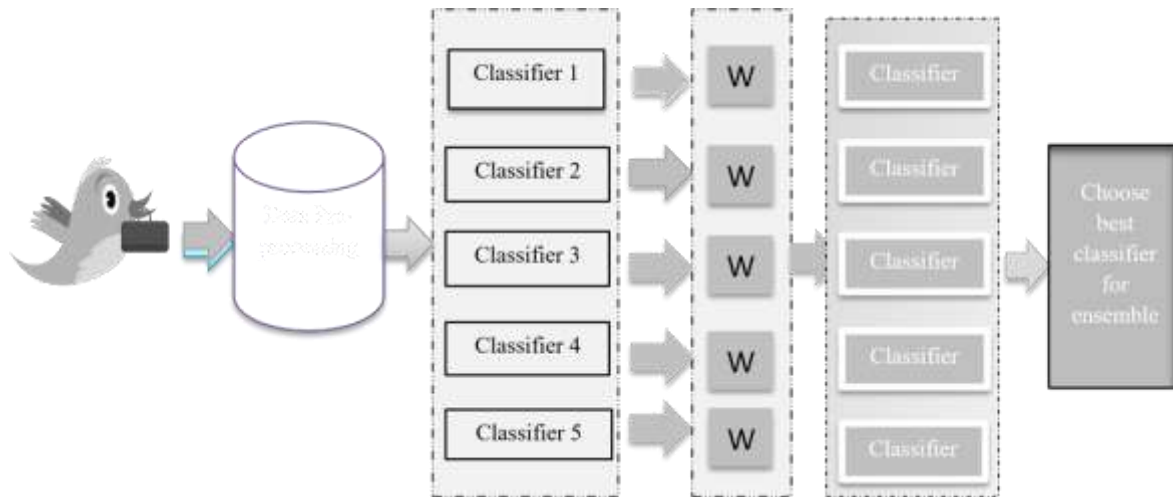 Classifier 1
W
Classifier
Classifier 2
W
Classifier
Classifier 3
W
Classifier
Classifier 4
W
Classifier
Classifier 5
W
Classifier
processing
Choose
best
classifier
for
ensemble